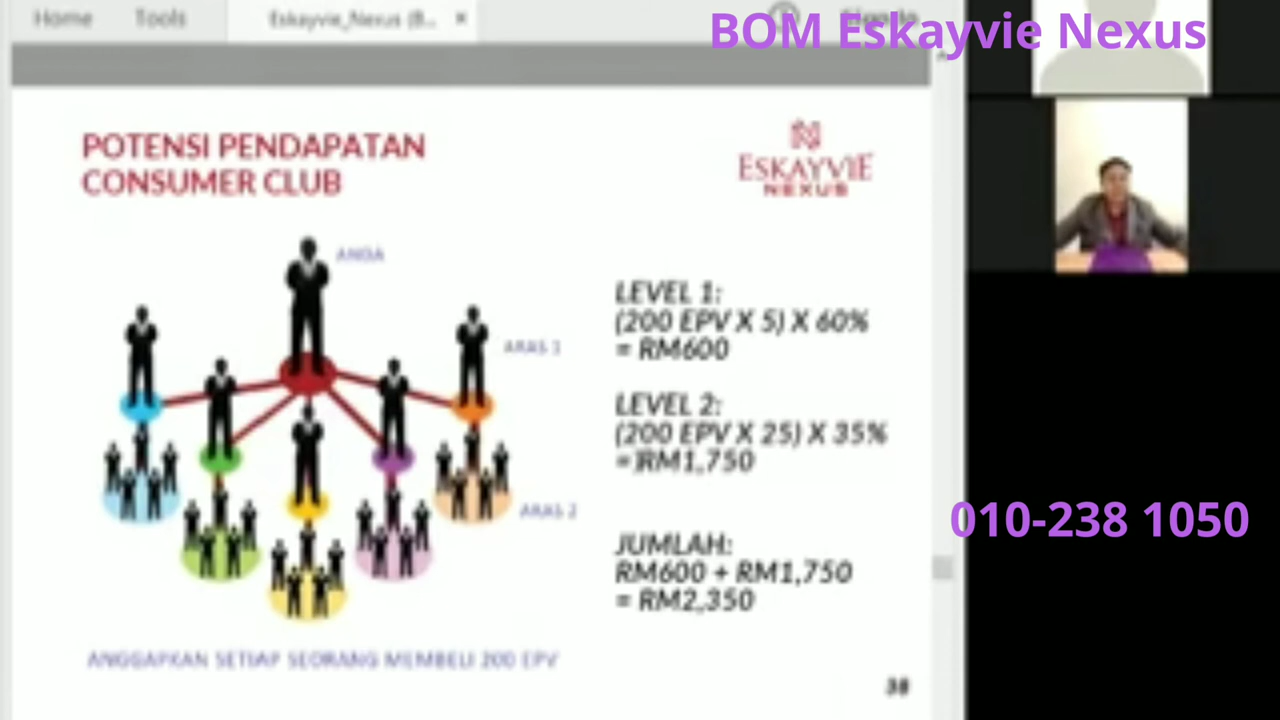 Home Tools Eskayvie_Nexus (B...
BOM Eskayvie Nexus
POTENSI PENDAPATAN
CONSUMER CLUB
ESKAYVIE
NEXUS
ANDA
ARAS 1
ARAS 2
LEVEL 1:
(200 EPV X 5) X 60%
= RM600
LEVEL 2:
(200 EPV X 25) X 35%
= RM1,750
JUMLAH:
RM600 + RM1,750
= RM2,350
010-238 1050
ANGGAPKAN SETIAP SEORANG MEMBELI 200 EPV
38